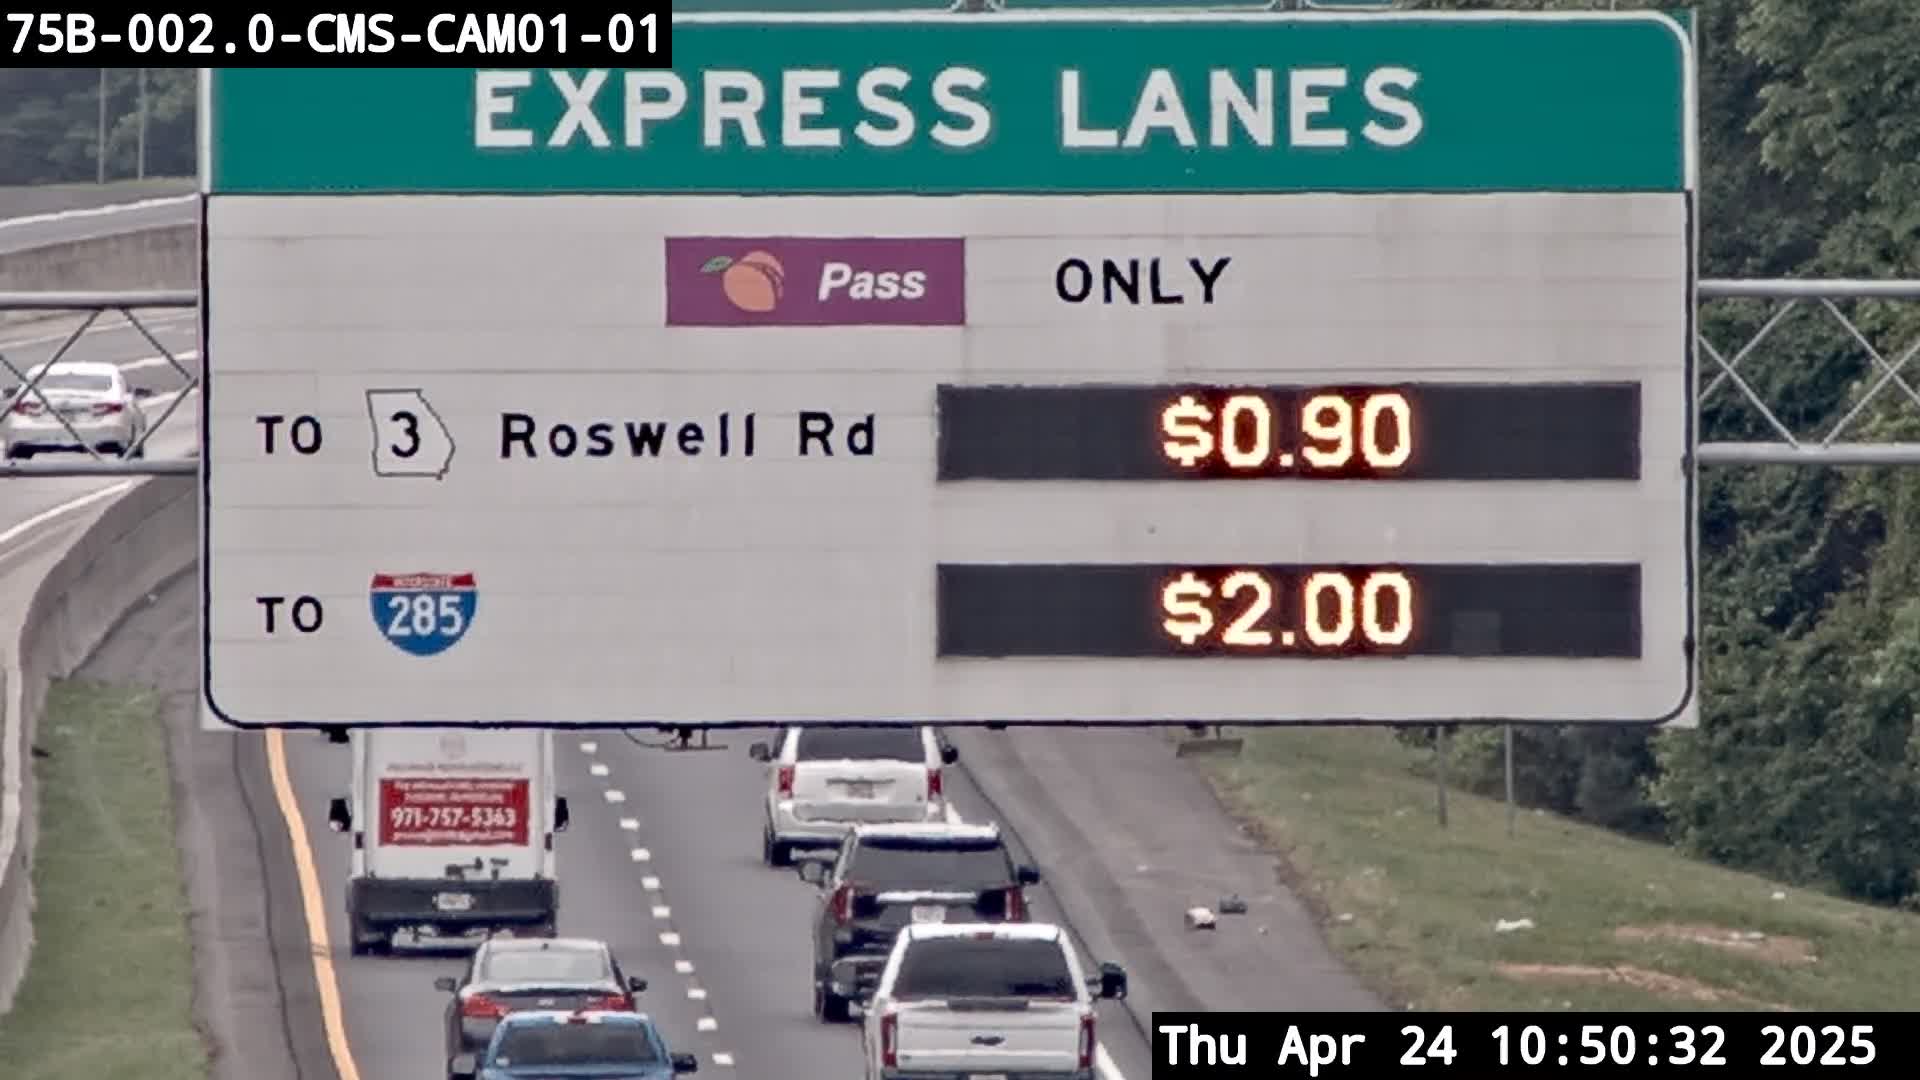 75B-002.0-CMS-CAM01-01
EXPRESS LANES
Pass ONLY
TO 3 Roswell Rd $0.90
TO INTERSTATE 285 $2.00
971-757-5363
Thu Apr 24 10:50:32 2025